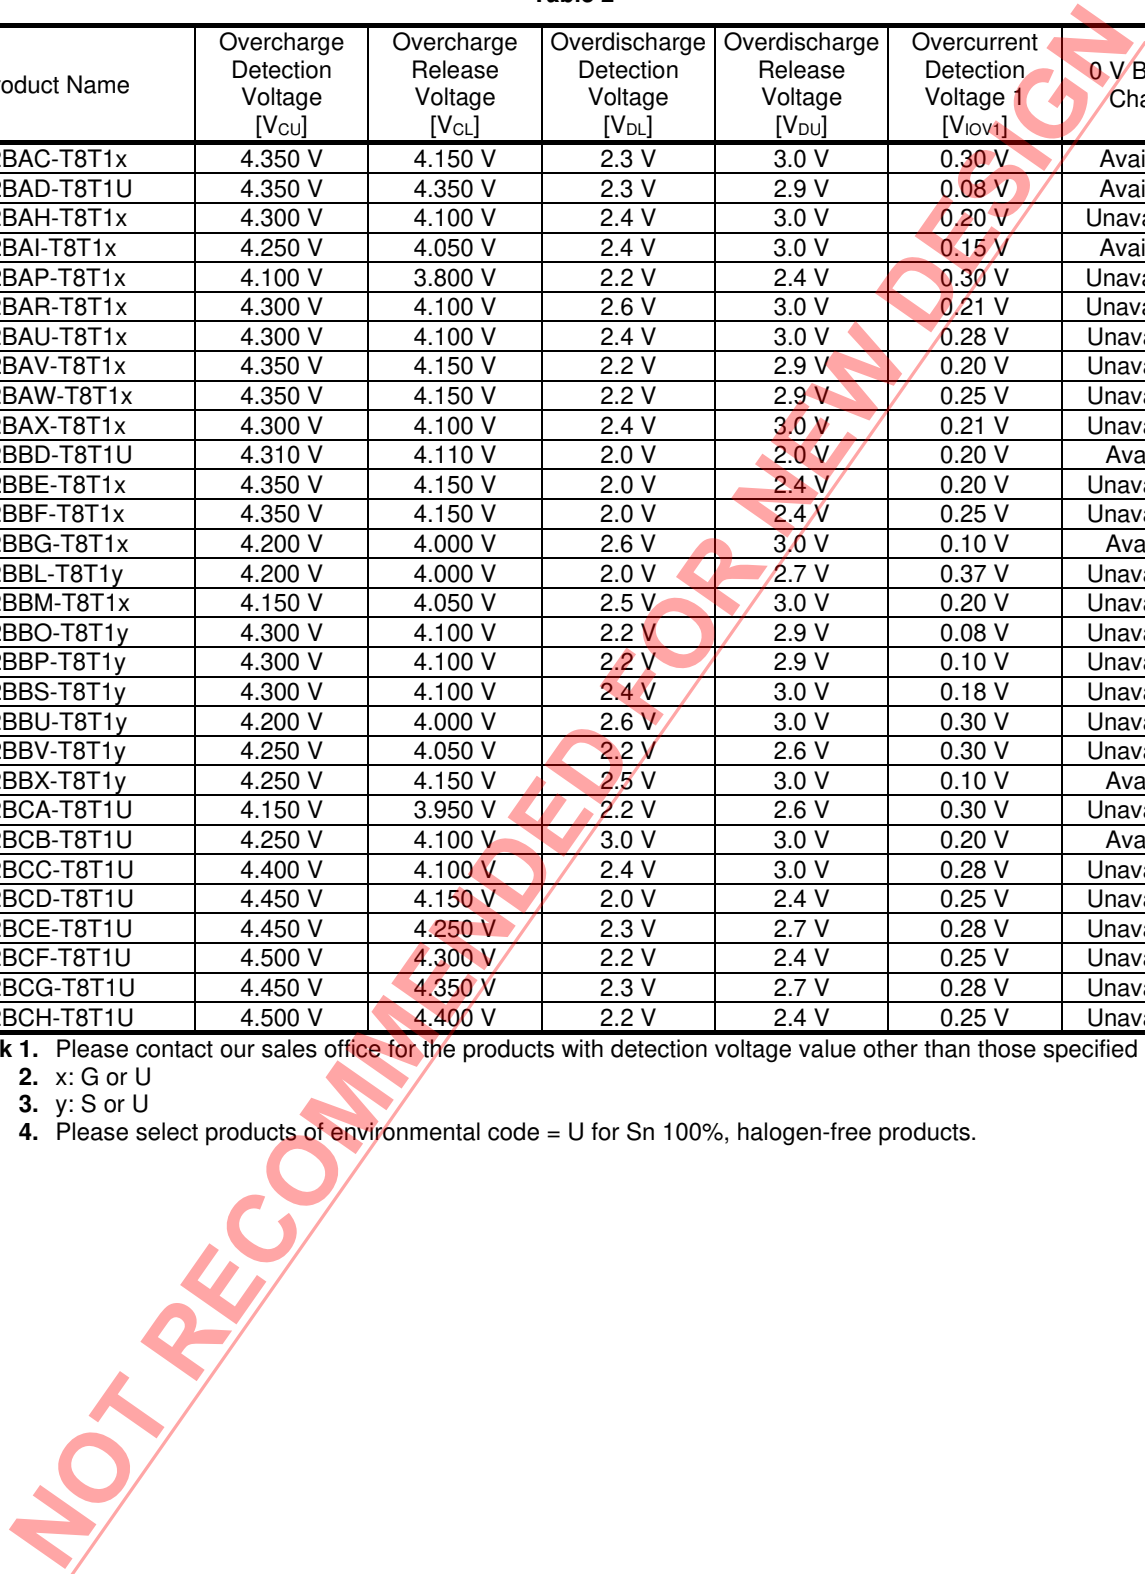 Overcharge Overcharge Overdischarge Overdischarge Overcurrent
Detection Release Detection Release Detection 0 V B
oduct Name Voltage Voltage Voltage Voltage Voltage 1 Cha
[VCU] [VCL] [VDL] [VDU] [VIOV1]
BAC-T8T1x 4.350 V 4.150 V 2.3 V 3.0 V 0.30 V Avai
BAD-T8T1U 4.350 V 4.350 V 2.3 V 2.9 V 0.08 V Avai
BAH-T8T1x 4.300 V 4.100 V 2.4 V 3.0 V 0.20 V Unava
BAI-T8T1x 4.250 V 4.050 V 2.4 V 3.0 V 0.15 V Avai
BAP-T8T1x 4.100 V 3.800 V 2.2 V 2.4 V 0.30 V Unava
BAR-T8T1x 4.300 V 4.100 V 2.6 V 3.0 V 0.21 V Unava
BAU-T8T1x 4.300 V 4.100 V 2.4 V 3.0 V 0.28 V Unava
BAV-T8T1x 4.350 V 4.150 V 2.2 V 2.9 V 0.20 V Unava
BAW-T8T1x 4.350 V 4.150 V 2.2 V 2.9 V 0.25 V Unava
BAX-T8T1x 4.300 V 4.100 V 2.4 V 3.0 V 0.21 V Unava
BBD-T8T1U 4.310 V 4.110 V 2.0 V 2.0 V 0.20 V Ava
BBE-T8T1x 4.350 V 4.150 V 2.0 V 2.4 V 0.20 V Unava
BBF-T8T1x 4.350 V 4.150 V 2.0 V 2.4 V 0.25 V Unava
BBG-T8T1x 4.200 V 4.000 V 2.6 V 3.0 V 0.10 V Ava
BBL-T8T1y 4.200 V 4.000 V 2.0 V 2.7 V 0.37 V Unava
BBM-T8T1x 4.150 V 4.050 V 2.5 V 3.0 V 0.20 V Unava
BBO-T8T1y 4.300 V 4.100 V 2.2 V 2.9 V 0.08 V Unava
BBP-T8T1y 4.300 V 4.100 V 2.2 V 2.9 V 0.10 V Unava
BBS-T8T1y 4.300 V 4.100 V 2.4 V 3.0 V 0.18 V Unava
BBU-T8T1y 4.200 V 4.000 V 2.6 V 3.0 V 0.30 V Unava
BBV-T8T1y 4.250 V 4.050 V 2.2 V 2.6 V 0.30 V Unava
BBX-T8T1y 4.250 V 4.150 V 2.5 V 3.0 V 0.10 V Ava
BCA-T8T1U 4.150 V 3.950 V 2.2 V 2.6 V 0.30 V Unava
BCB-T8T1U 4.250 V 4.100 V 3.0 V 3.0 V 0.20 V Ava
BCC-T8T1U 4.400 V 4.100 V 2.4 V 3.0 V 0.28 V Unava
BCD-T8T1U 4.450 V 4.150 V 2.0 V 2.4 V 0.25 V Unava
BCE-T8T1U 4.450 V 4.250 V 2.3 V 2.7 V 0.28 V Unava
BCF-T8T1U 4.500 V 4.300 V 2.2 V 2.4 V 0.25 V Unava
BCG-T8T1U 4.450 V 4.350 V 2.3 V 2.7 V 0.28 V Unava
BCH-T8T1U 4.500 V 4.400 V 2.2 V 2.4 V 0.25 V Unava
k 1. Please contact our sales office for the products with detection voltage value other than those specified
2. x: G or U
3. y: S or U
4. Please select products of environmental code = U for Sn 100%, halogen-free products.
NOT RECOMMENDED FOR NEW DESIGN